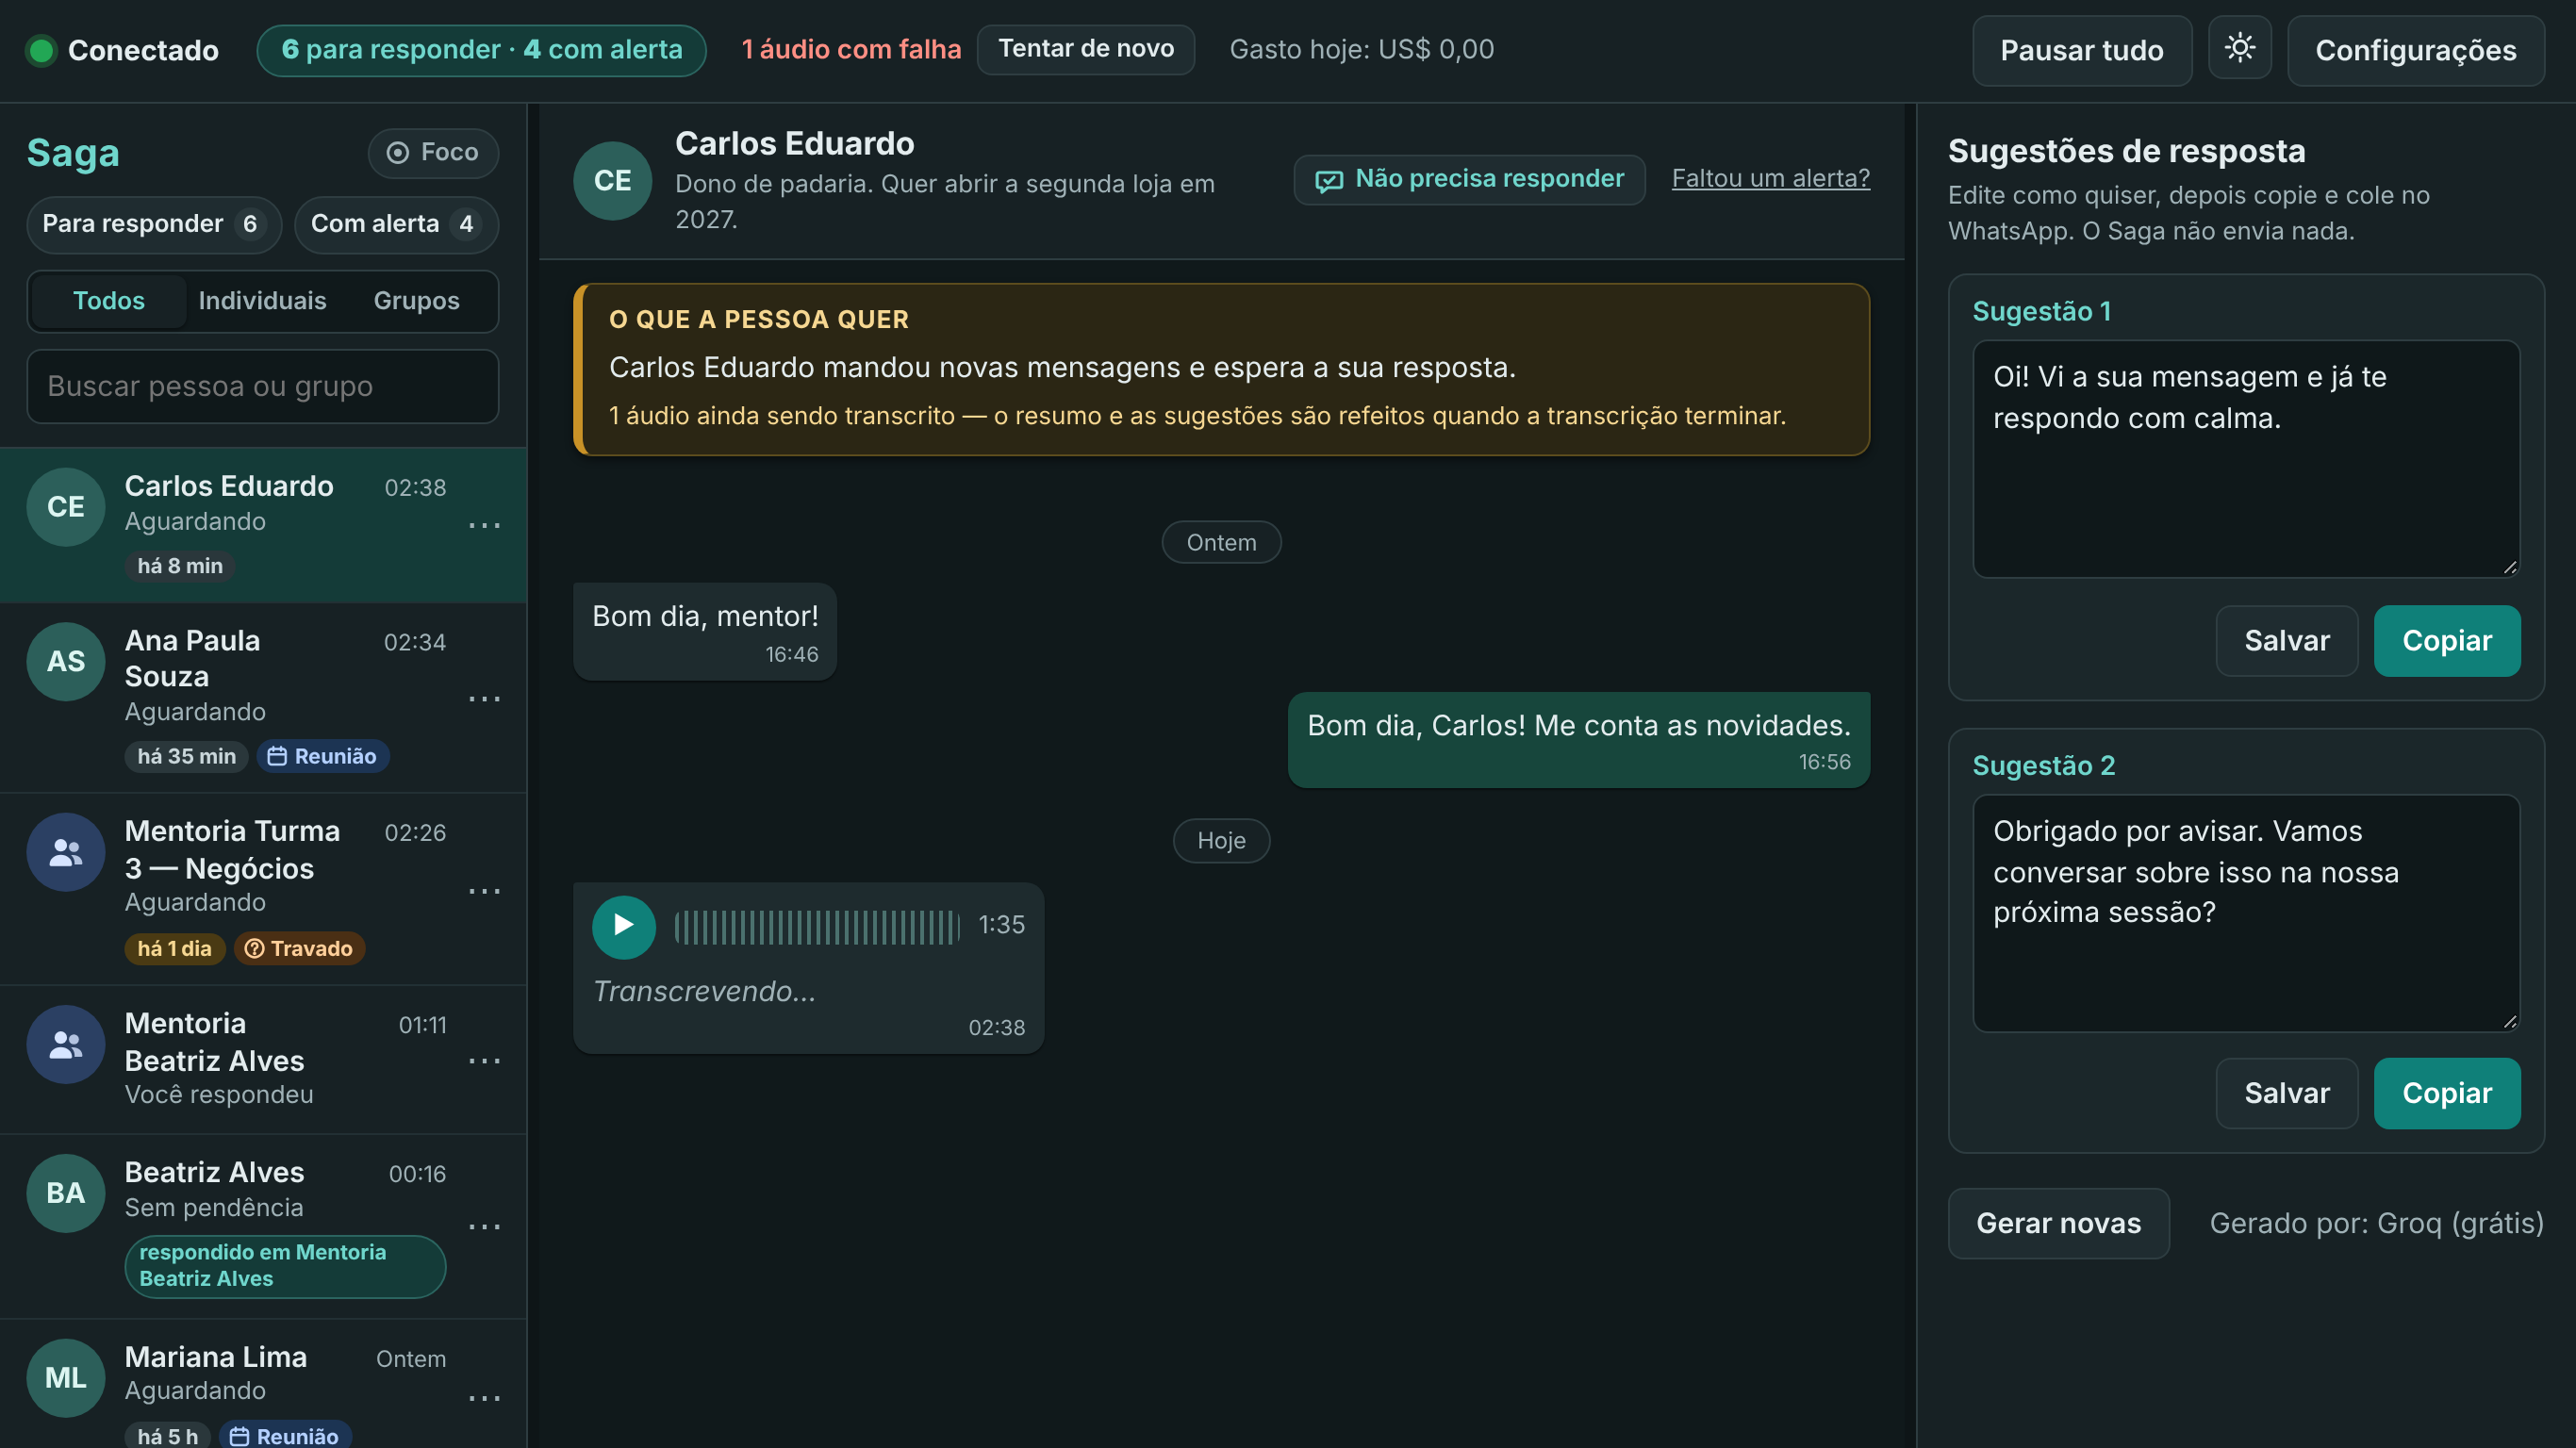 Conectado
6 para responder · 4 com alerta
1 áudio com falha
Tentar de novo
Gasto hoje: US$ 0,00
Pausar tudo
Configurações
Saga
Foco
Para responder 6
Com alerta 4
Todos
Individuais
Grupos
Buscar pessoa ou grupo
CE
Carlos Eduardo
02:38
Aguardando
há 8 min
AS
Ana Paula
Souza
02:34
Aguardando
há 35 min
Reunião
Mentoria Turma
3 — Negócios
02:26
Aguardando
há 1 dia
Travado
Mentoria
Beatriz Alves
01:11
Você respondeu
BA
Beatriz Alves
00:16
Sem pendência
respondido em Mentoria
Beatriz Alves
ML
Mariana Lima
Ontem
Aguardando
há 5 h
Reunião
CE
Carlos Eduardo
Dono de padaria. Quer abrir a segunda loja em
2027.
Não precisa responder
Faltou um alerta?
O QUE A PESSOA QUER
Carlos Eduardo mandou novas mensagens e espera a sua resposta.
1 áudio ainda sendo transcrito — o resumo e as sugestões são refeitos quando a transcrição terminar.
Ontem
Bom dia, mentor!
16:46
Bom dia, Carlos! Me conta as novidades.
16:56
Hoje
1:35
Transcrevendo...
02:38
Sugestões de resposta
Edite como quiser, depois copie e cole no
WhatsApp. O Saga não envia nada.
Sugestão 1
Oi! Vi a sua mensagem e já te
respondo com calma.
Salvar
Copiar
Sugestão 2
Obrigado por avisar. Vamos
conversar sobre isso na nossa
próxima sessão?
Salvar
Copiar
Gerar novas
Gerado por: Groq (grátis)